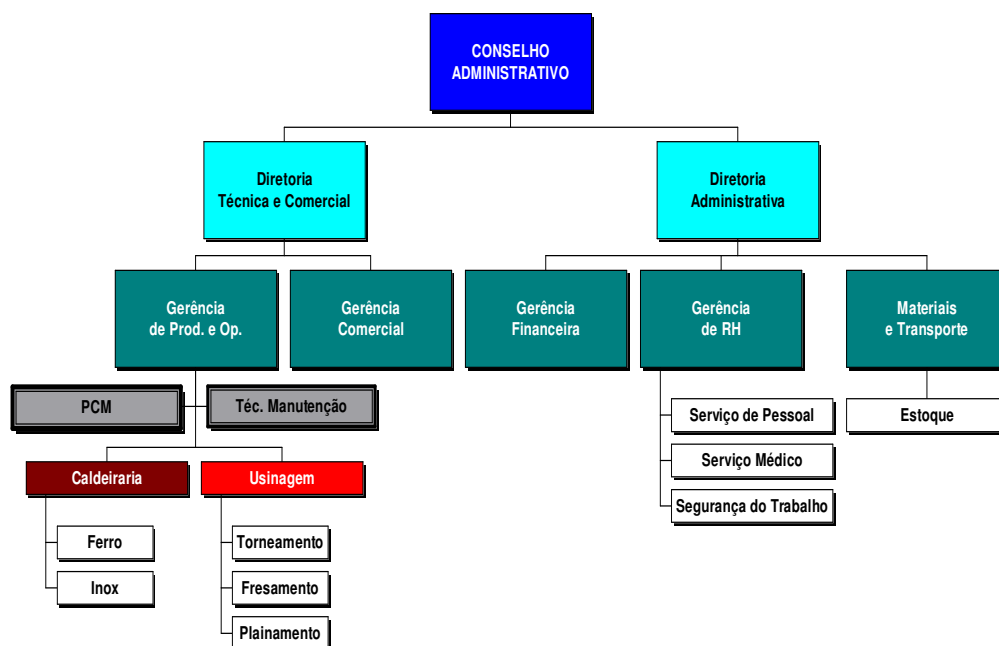 CONSELHO
ADMINISTRATIVO
Diretoria
Técnica e Comercial
Diretoria
Administrativa
Gerência
de Prod. e Op.
Gerência
Comercial
Gerência
Financeira
Gerência
de RH
Materiais
e Transporte
PCM
Téc. Manutenção
Serviço de Pessoal
Estoque
Serviço Médico
Caldeiraria
Usinagem
Segurança do Trabalho
Ferro
Torneamento
Inox
Fresamento
Plainamento